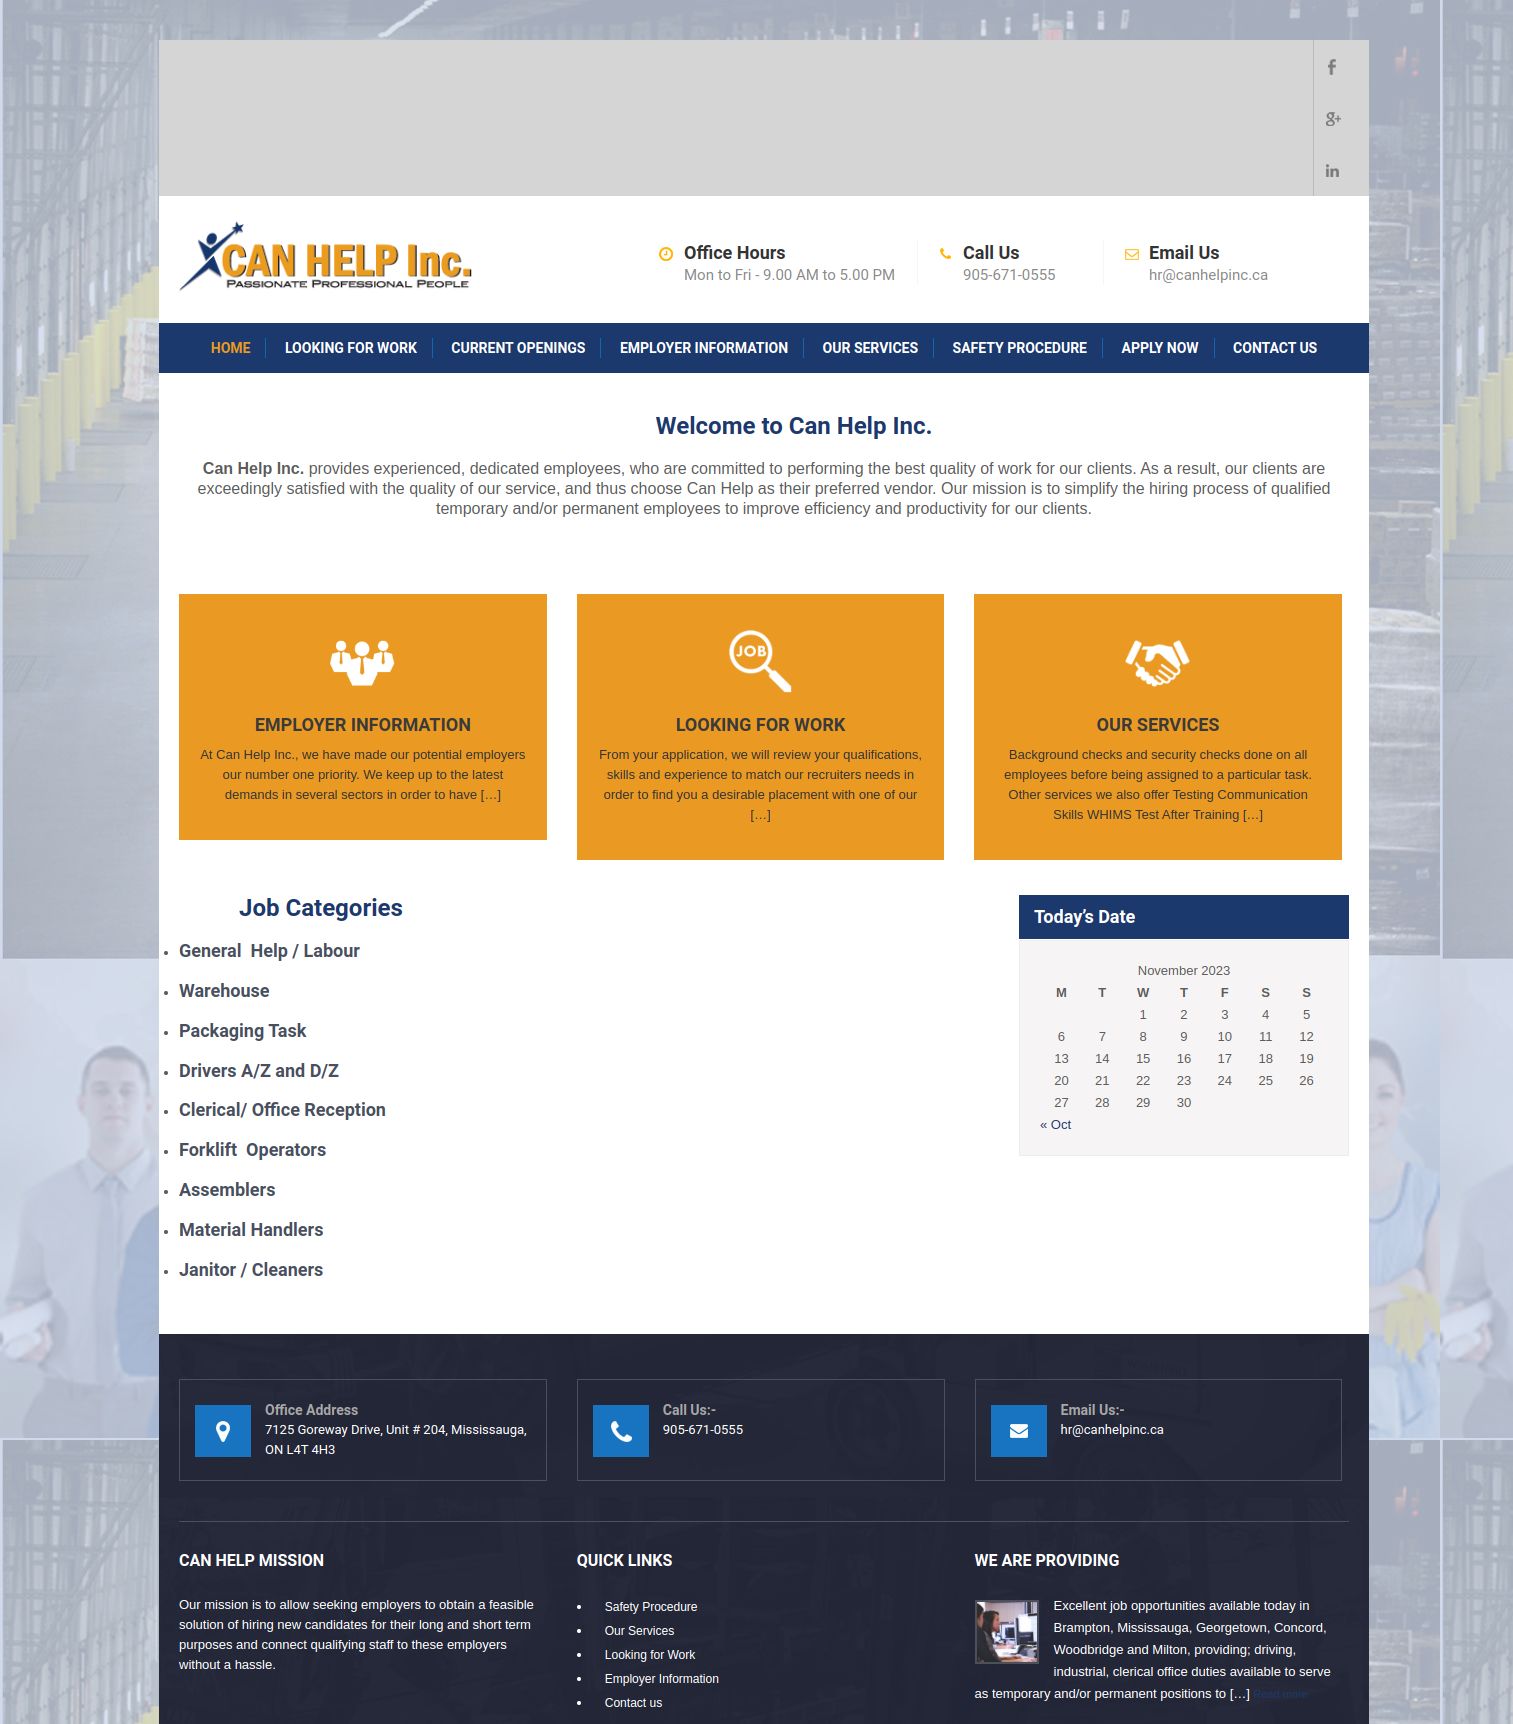 CAN HELP Inc.
PASSIONATE PROFESSIONAL PEOPLE
Office Hours
Mon to Fri - 9.00 AM to 5.00 PM
Call Us
905-671-0555
Email Us
hr@canhelpinc.ca
HOME
LOOKING FOR WORK
CURRENT OPENINGS
EMPLOYER INFORMATION
OUR SERVICES
SAFETY PROCEDURE
APPLY NOW
CONTACT US
Welcome to Can Help Inc.
Can Help Inc. provides experienced, dedicated employees, who are committed to performing the best quality of work for our clients. As a result, our clients are
exceedingly satisfied with the quality of our service, and thus choose Can Help as their preferred vendor. Our mission is to simplify the hiring process of qualified
temporary and/or permanent employees to improve efficiency and productivity for our clients.
EMPLOYER INFORMATION
At Can Help Inc., we have made our potential employers
our number one priority. We keep up to the latest
demands in several sectors in order to have […]
JOB
LOOKING FOR WORK
From your application, we will review your qualifications,
skills and experience to match our recruiters needs in
order to find you a desirable placement with one of our
[…]
OUR SERVICES
Background checks and security checks done on all
employees before being assigned to a particular task.
Other services we also offer Testing Communication
Skills WHIMS Test After Training […]
Job Categories
General  Help / Labour
Warehouse
Packaging Task
Drivers A/Z and D/Z
Clerical/ Office Reception
Forklift  Operators
Assemblers
Material Handlers
Janitor / Cleaners
Today's Date
November 2023
M T W T F S S
1 2 3 4 5
6 7 8 9 10 11 12
13 14 15 16 17 18 19
20 21 22 23 24 25 26
27 28 29 30
« Oct
Office Address
7125 Goreway Drive, Unit # 204, Mississauga,
ON L4T 4H3
Call Us:-
905-671-0555
Email Us:-
hr@canhelpinc.ca
CAN HELP MISSION
Our mission is to allow seeking employers to obtain a feasible
solution of hiring new candidates for their long and short term
purposes and connect qualifying staff to these employers
without a hassle.
QUICK LINKS
Safety Procedure
Our Services
Looking for Work
Employer Information
Contact us
WE ARE PROVIDING
Excellent job opportunities available today in
Brampton, Mississauga, Georgetown, Concord,
Woodbridge and Milton, providing; driving,
industrial, clerical office duties available to serve
as temporary and/or permanent positions to […] Read more